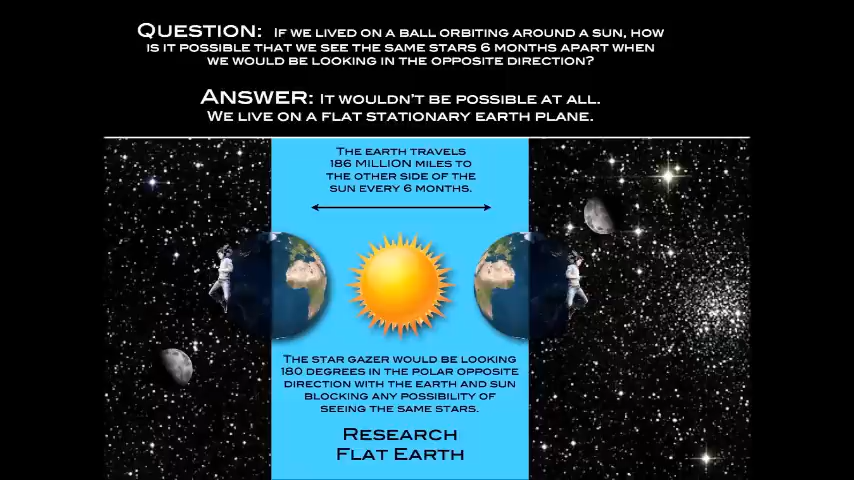 QUESTION: IF WE LIVED ON A BALL ORBITING AROUND A SUN, HOW
IS IT POSSIBLE THAT WE SEE THE SAME STARS 6 MONTHS APART WHEN
WE WOULD BE LOOKING IN THE OPPOSITE DIRECTION?
ANSWER: IT WOULDN'T BE POSSIBLE AT ALL.
WE LIVE ON A FLAT STATIONARY EARTH PLANE.
THE EARTH TRAVELS
186 MILLION MILES TO
THE OTHER SIDE OF THE
SUN EVERY 6 MONTHS.
THE STAR GAZER WOULD BE LOOKING
180 DEGREES IN THE POLAR OPPOSITE
DIRECTION WITH THE EARTH AND SUN
BLOCKING ANY POSSIBILITY OF
SEEING THE SAME STARS.
RESEARCH
FLAT EARTH